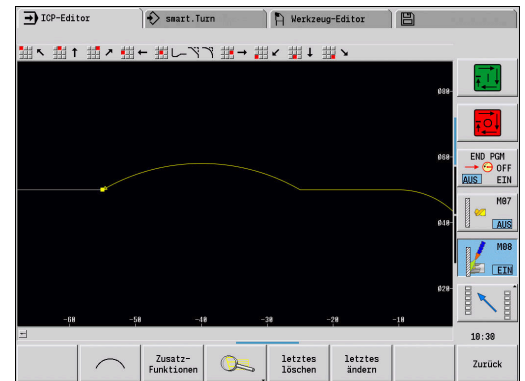 ICP-Editor
smart.Turn
Werkzeug-Editor
Ø80
Ø60
Ø40
Ø20
-60
-50
-40
-30
-20
-10
END PGM
OFF
AUS EIN
M07
AUS
M08
EIN
10:30
Zusatz-
Funktionen
letztes
löschen
letztes
ändern
Zurück